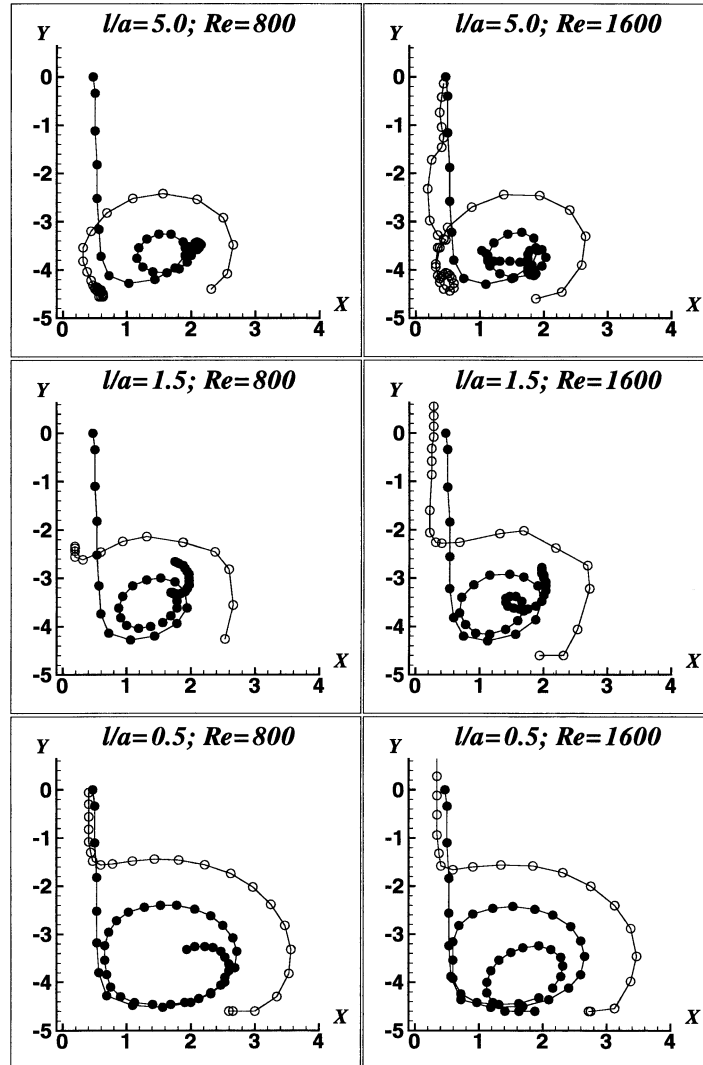 l/a=5.0; Re=800
Y
0
-1
-2
-3
-4
-5
0 1 2 3 4
X
l/a=5.0; Re=1600
Y
0
-1
-2
-3
-4
-5
0 1 2 3 4
X
l/a=1.5; Re=800
Y
0
-1
-2
-3
-4
-5
0 1 2 3 4
X
l/a=1.5; Re=1600
Y
0
-1
-2
-3
-4
-5
0 1 2 3 4
X
l/a=0.5; Re=800
Y
0
-1
-2
-3
-4
-5
0 1 2 3 4
X
l/a=0.5; Re=1600
Y
0
-1
-2
-3
-4
-5
0 1 2 3 4
X